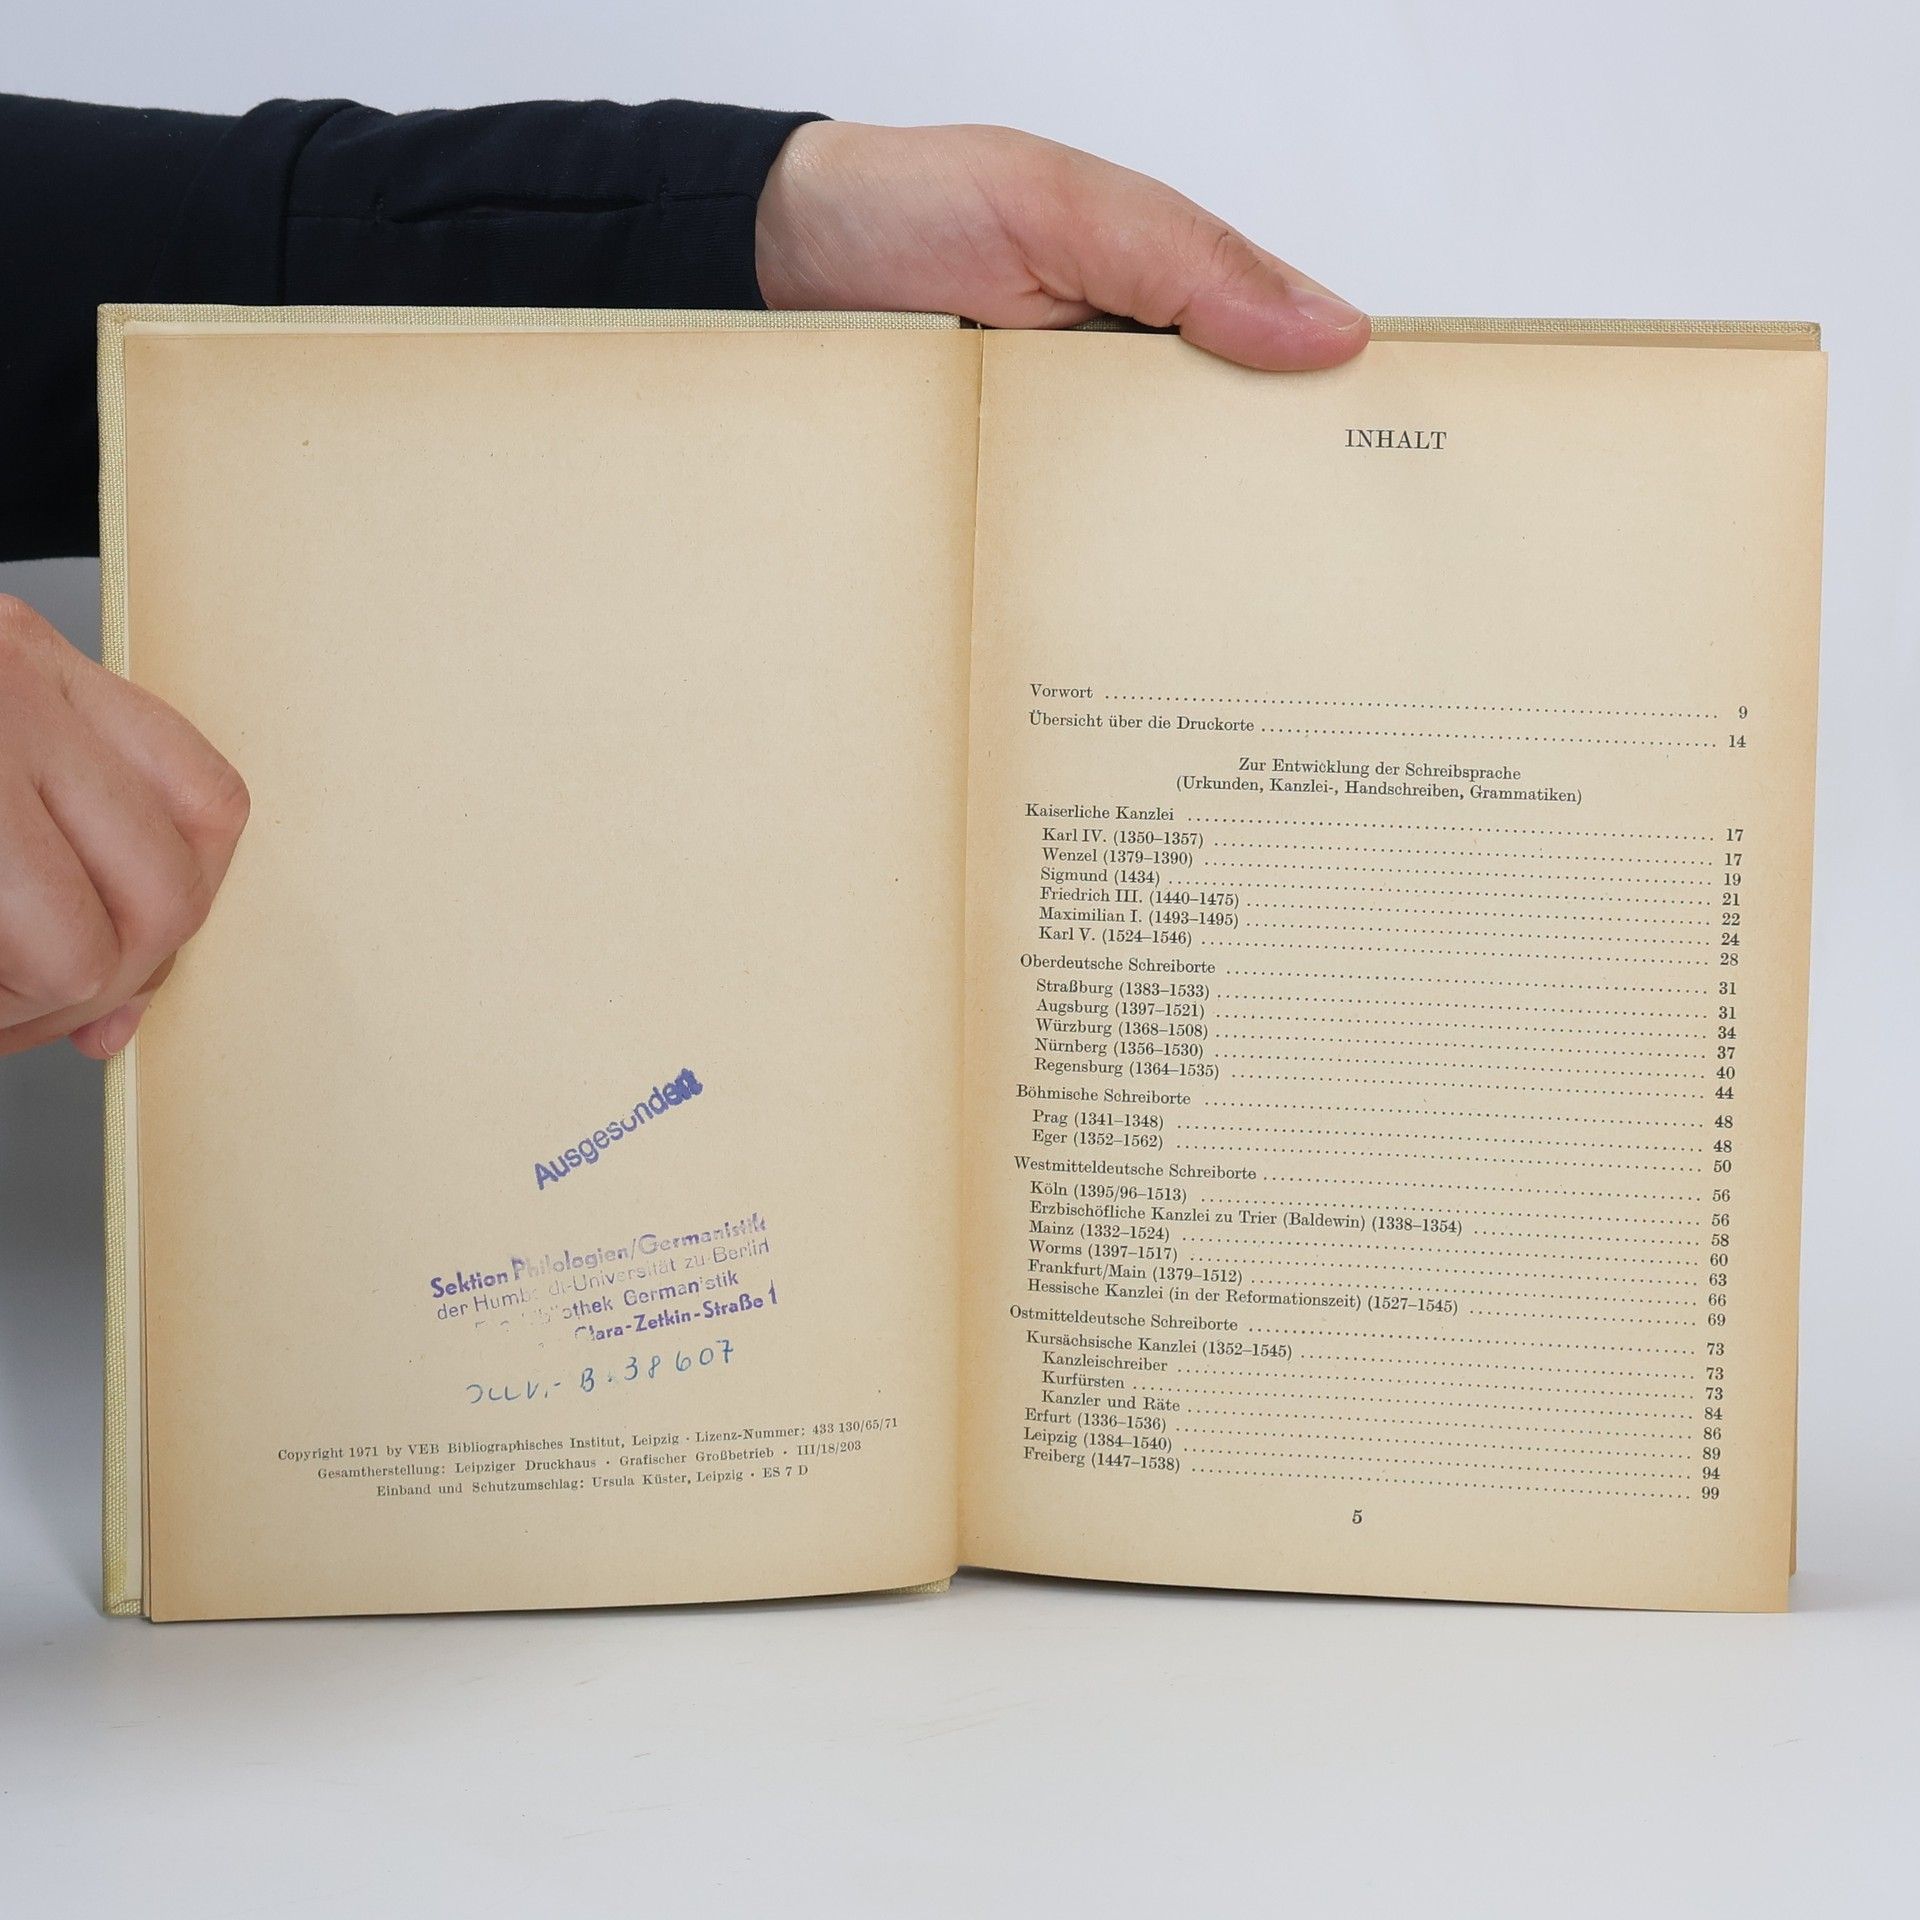 Ausgesondert
Sektion Philologien/Germanistik
der Humboldt-Universität zu Berlin
Germanistik
Clara-Zetkin-Straße 1
B. 38 607
Copyright 1971 by VEB Bibliographisches Institut, Leipzig · Lizenz-Nummer: 433 130/65/71
Gesamtherstellung: Leipziger Druckhaus · Grafischer Großbetrieb · III/18/203
Einband und Schutzumschlag: Ursula Küster, Leipzig · ES 7 D
INHALT
Vorwort ........ 9
Übersicht über die Druckorte ........ 14
Zur Entwicklung der Schreibsprache
(Urkunden, Kanzlei-, Handschreiben, Grammatiken)
Kaiserliche Kanzlei ........ 17
Karl IV. (1350–1357) ........ 17
Wenzel (1379–1390) ........ 19
Sigmund (1434) ........ 21
Friedrich III. (1440–1475) ........ 22
Maximilian I. (1493–1495) ........ 24
Karl V. (1524–1546) ........ 28
Oberdeutsche Schreiborte ........ 31
Straßburg (1383–1533) ........ 31
Augsburg (1397–1521) ........ 34
Würzburg (1368–1508) ........ 37
Nürnberg (1356–1530) ........ 40
Regensburg (1364–1535) ........ 44
Böhmische Schreiborte ........ 48
Prag (1341–1348) ........ 48
Eger (1352–1562) ........ 50
Westmitteldeutsche Schreiborte ........ 56
Köln (1395/96–1513) ........ 56
Erzbischöfliche Kanzlei zu Trier (Baldewin) (1338–1354) ........ 58
Mainz (1332–1524) ........ 60
Worms (1397–1517) ........ 63
Frankfurt/Main (1379–1512) ........ 66
Hessische Kanzlei (in der Reformationszeit) (1527–1545) ........ 69
Ostmitteldeutsche Schreiborte ........ 73
Kursächsische Kanzlei (1352–1545) ........ 73
Kanzleischreiber ........ 73
Kurfürsten ........ 84
Kanzler und Räte ........ 86
Erfurt (1336–1536) ........ 89
Leipzig (1384–1540) ........ 94
Freiberg (1447–1538) ........ 99
5